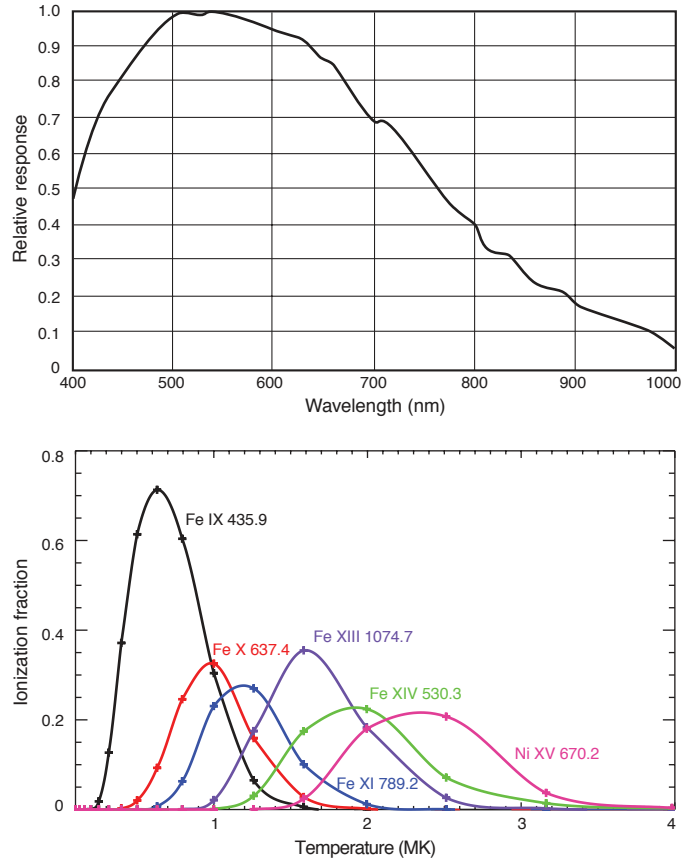 1.0
0.9
0.8
0.7
0.6
0.5
0.4
0.3
0.2
0.1
0
Relative response
400 500 600 700 800 900 1000
Wavelength (nm)
0.8
0.6
0.4
0.2
0
Ionization fraction
Fe IX 435.9
Fe XIII 1074.7
Fe X 637.4
Fe XIV 530.3
Ni XV 670.2
Fe XI 789.2
1 2 3 4
Temperature (MK)